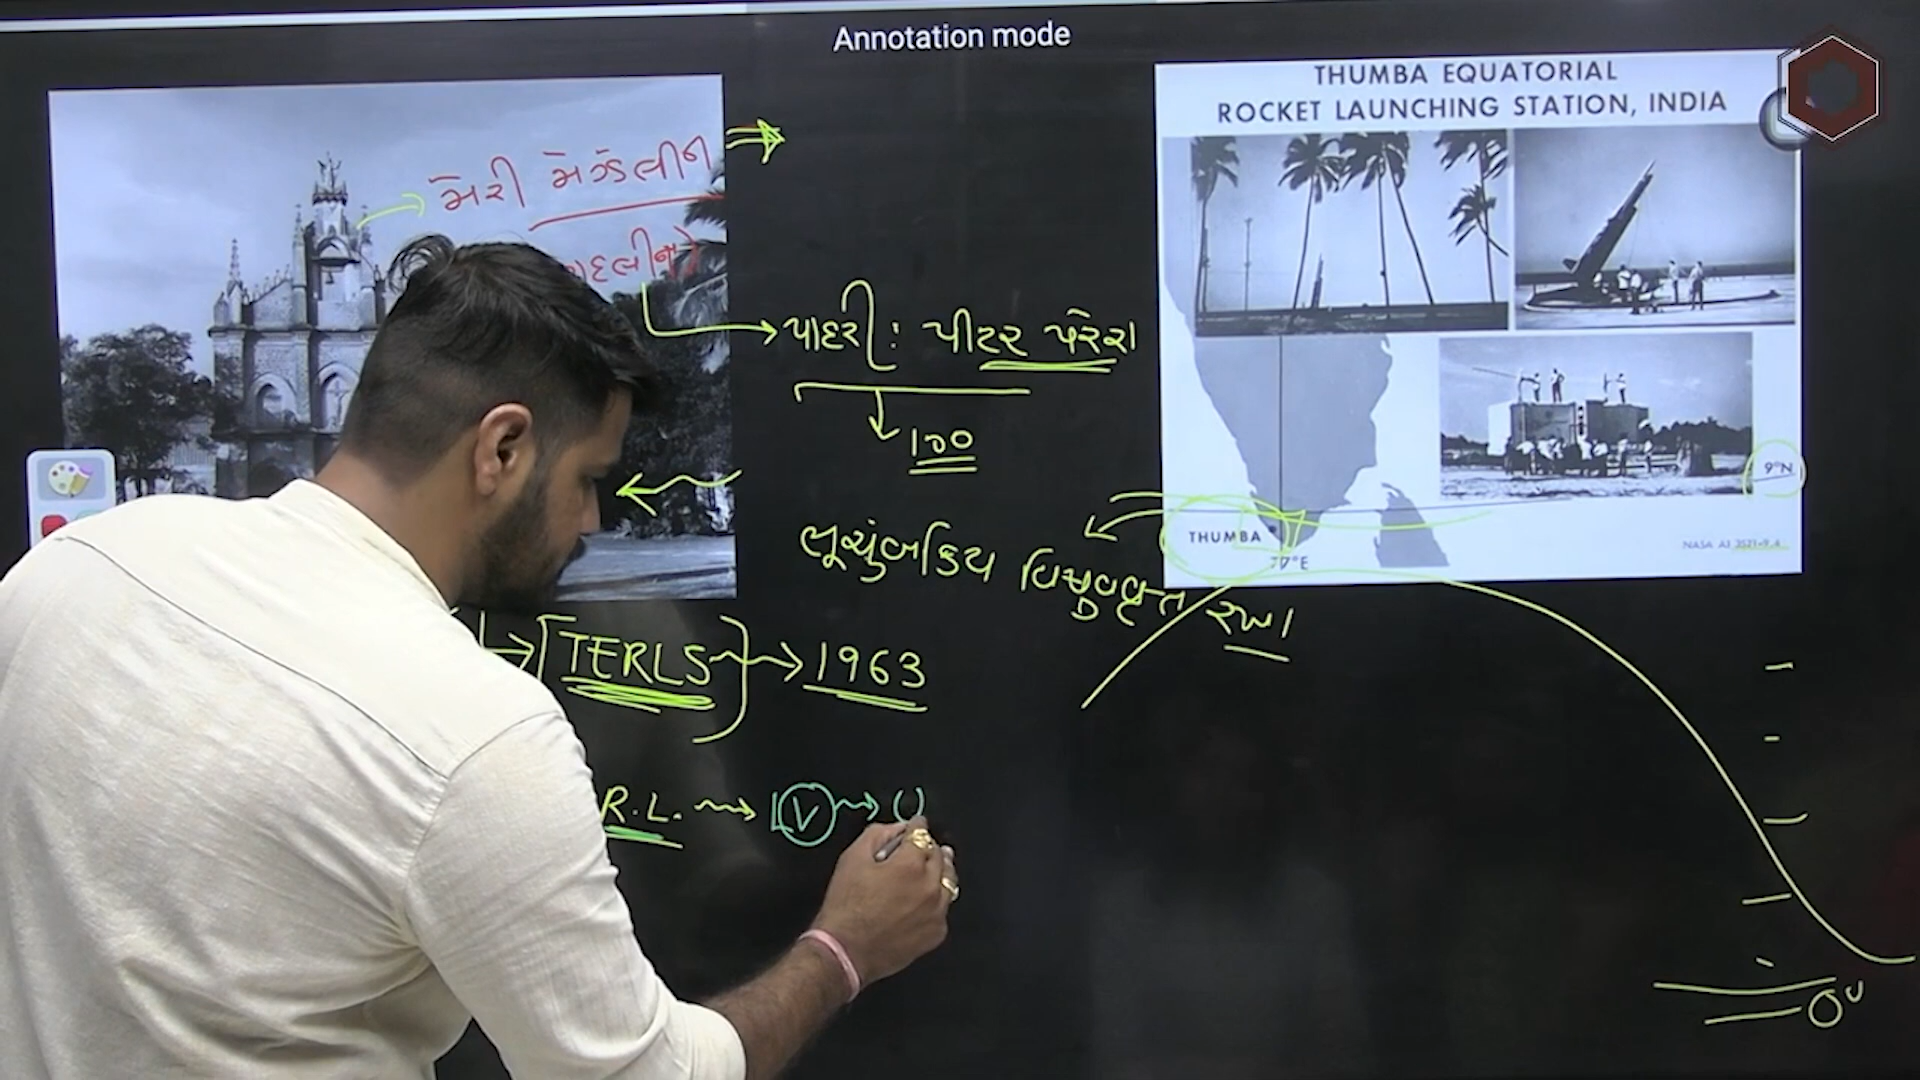 Annotation mode
THUMBA EQUATORIAL
ROCKET LAUNCHING STATION, INDIA
મેરી મેગ્ડેલીન
પાદરી : પીટર પરેરા
100
9°N
THUMBA
77°E
NASA
ભૂચુંબકિય વિષુવવૃત્ત રેખા
TERLS
1963
R.L.
V
0°